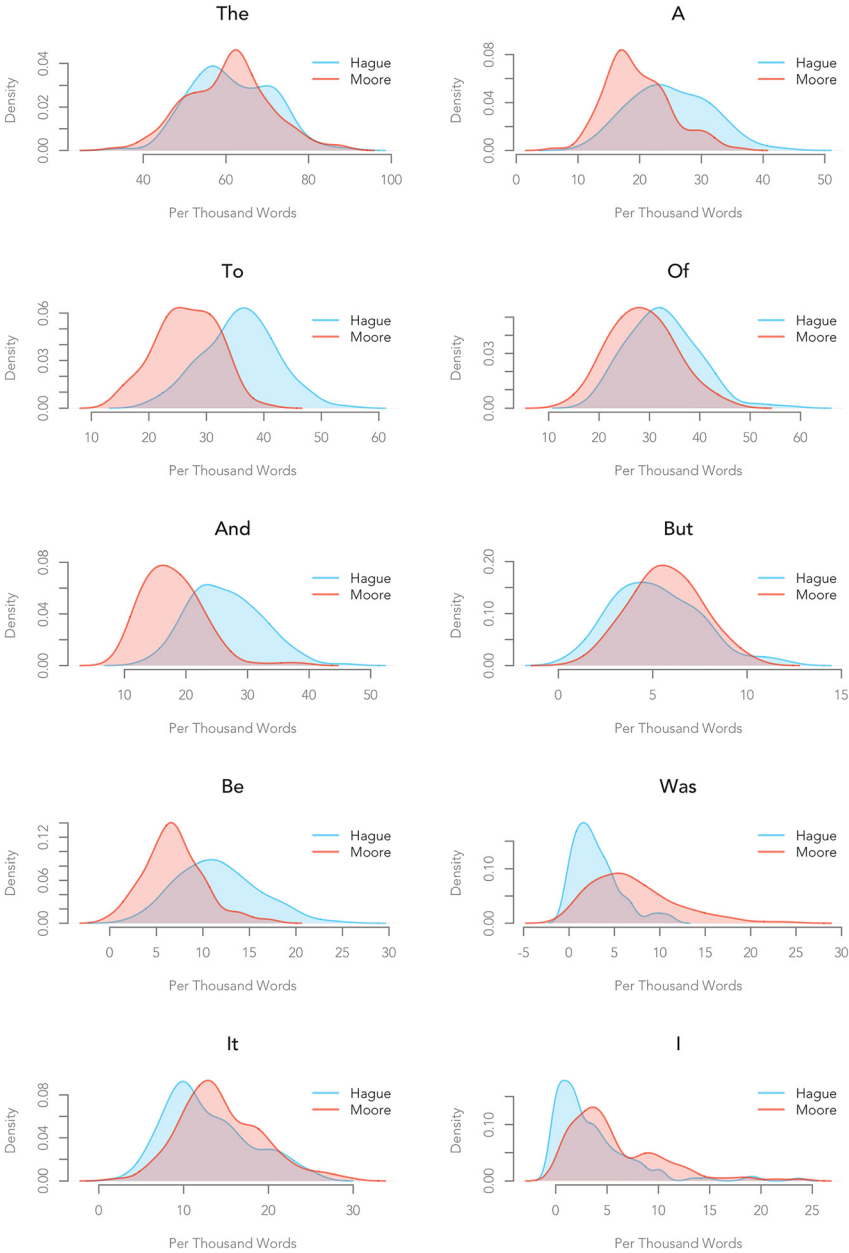 The
A
Density
0.00
0.02
0.04
Hague
Moore
40
60
80
100
Per Thousand Words
Density
0.00
0.04
0.08
Hague
Moore
0
10
20
30
40
50
Per Thousand Words
To
Of
Density
0.00
0.03
0.06
Hague
Moore
10
20
30
40
50
60
Per Thousand Words
Density
0.00
0.03
Hague
Moore
10
20
30
40
50
60
Per Thousand Words
And
But
Density
0.00
0.04
0.08
Hague
Moore
10
20
30
40
50
Per Thousand Words
Density
0.00
0.10
0.20
Hague
Moore
0
5
10
15
Per Thousand Words
Be
Was
Density
0.00
0.06
0.12
Hague
Moore
0
5
10
15
20
25
30
Per Thousand Words
Density
0.00
0.10
Hague
Moore
-5
0
5
10
15
20
25
30
Per Thousand Words
It
I
Density
0.00
0.04
0.08
Hague
Moore
0
10
20
30
Per Thousand Words
Density
0.00
0.10
Hague
Moore
0
5
10
15
20
25
Per Thousand Words